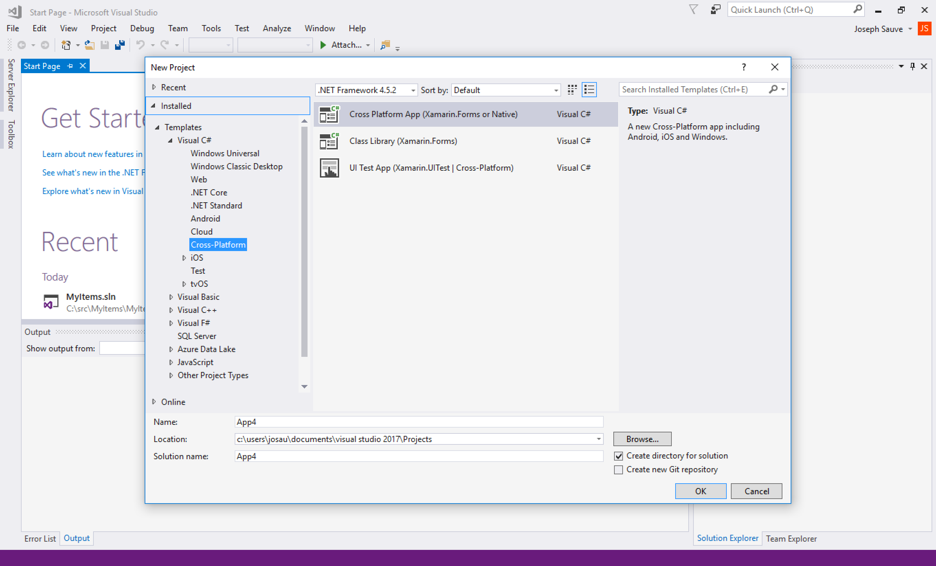 Start Page - Microsoft Visual Studio
Quick Launch (Ctrl+Q)
File Edit View Project Debug Team Tools Test Analyze Window Help
Joseph Sauve JS
Attach...
Server Explorer
Toolbox
Start Page
Get Starte
Learn about new features in
See what's new in the .NET F
Explore what's new in Visual
Recent
Today
MyItems.sln
C:\src\MyItems\MyIte
Output
Show output from:
New Project
Recent
Installed
Templates
Visual C#
Windows Universal
Windows Classic Desktop
Web
.NET Core
.NET Standard
Android
Cloud
Cross-Platform
iOS
Test
tvOS
Visual Basic
Visual C++
Visual F#
SQL Server
Azure Data Lake
JavaScript
Other Project Types
Online
.NET Framework 4.5.2 Sort by: Default
Search Installed Templates (Ctrl+E)
Cross Platform App (Xamarin.Forms or Native) Visual C#
Class Library (Xamarin.Forms) Visual C#
UI Test App (Xamarin.UITest | Cross-Platform) Visual C#
Type: Visual C#
A new Cross-Platform app including
Android, iOS and Windows.
Name: App4
Location: c:\users\josau\documents\visual studio 2017\Projects Browse...
Solution name: App4
Create directory for solution
Create new Git repository
OK Cancel
Error List Output
Solution Explorer Team Explorer